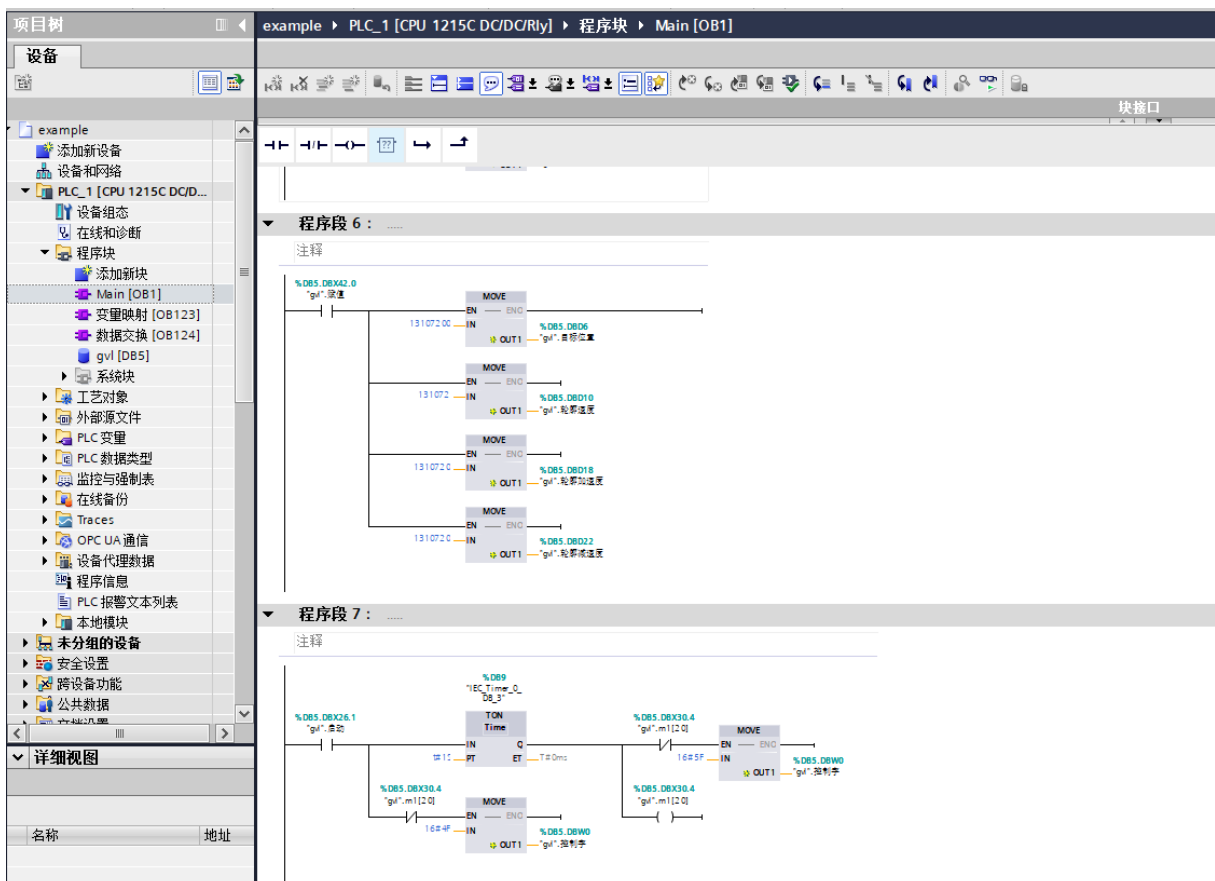 项目树
example ▸ PLC_1 [CPU 1215C DC/DC/Rly] ▸ 程序块 ▸ Main [OB1]
设备
块接口
example
添加新设备
设备和网络
PLC_1 [CPU 1215C DC/D...
设备组态
在线和诊断
程序块
添加新块
Main [OB1]
变量映射 [OB123]
数据交换 [OB124]
gvl [DB5]
系统块
工艺对象
外部源文件
PLC 变量
PLC 数据类型
监控与强制表
在线备份
Traces
OPC UA 通信
设备代理数据
程序信息
PLC 报警文本列表
本地模块
未分组的设备
安全设置
跨设备功能
公共数据
详细视图
名称 地址
程序段 6： .....
注释
%DB5.DBX42.0
"gvl".赋值
MOVE
EN ENO
13107200 IN
%DB5.DBD6
OUT1 "gvl".目标位置
MOVE
EN ENO
131072 IN
%DB5.DBD10
OUT1 "gvl".轮廓速度
MOVE
EN ENO
1310720 IN
%DB5.DBD18
OUT1 "gvl".轮廓加速度
MOVE
EN ENO
1310720 IN
%DB5.DBD22
OUT1 "gvl".轮廓减速度
程序段 7： .....
注释
%DB9
"IEC_Timer_0_
DB_3"
%DB5.DBX26.1
"gvl".启动
TON
Time
IN Q
t#1S PT ET T#0ms
%DB5.DBX30.4
"gvl".m1[20]
MOVE
EN ENO
16#5F IN
%DB5.DBW0
OUT1 "gvl".控制字
%DB5.DBX30.4
"gvl".m1[20]
MOVE
EN ENO
16#4F IN
%DB5.DBW0
OUT1 "gvl".控制字
%DB5.DBX30.4
"gvl".m1[20]